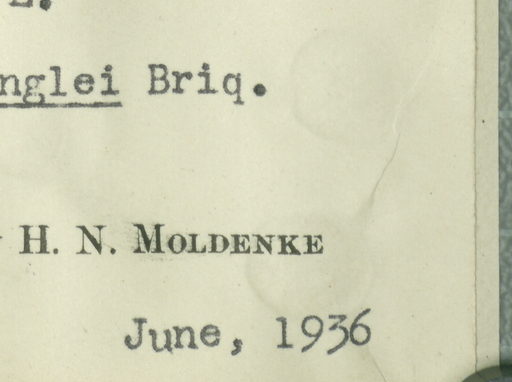 nglei Briq.
H. N. MOLDENKE
June, 1936